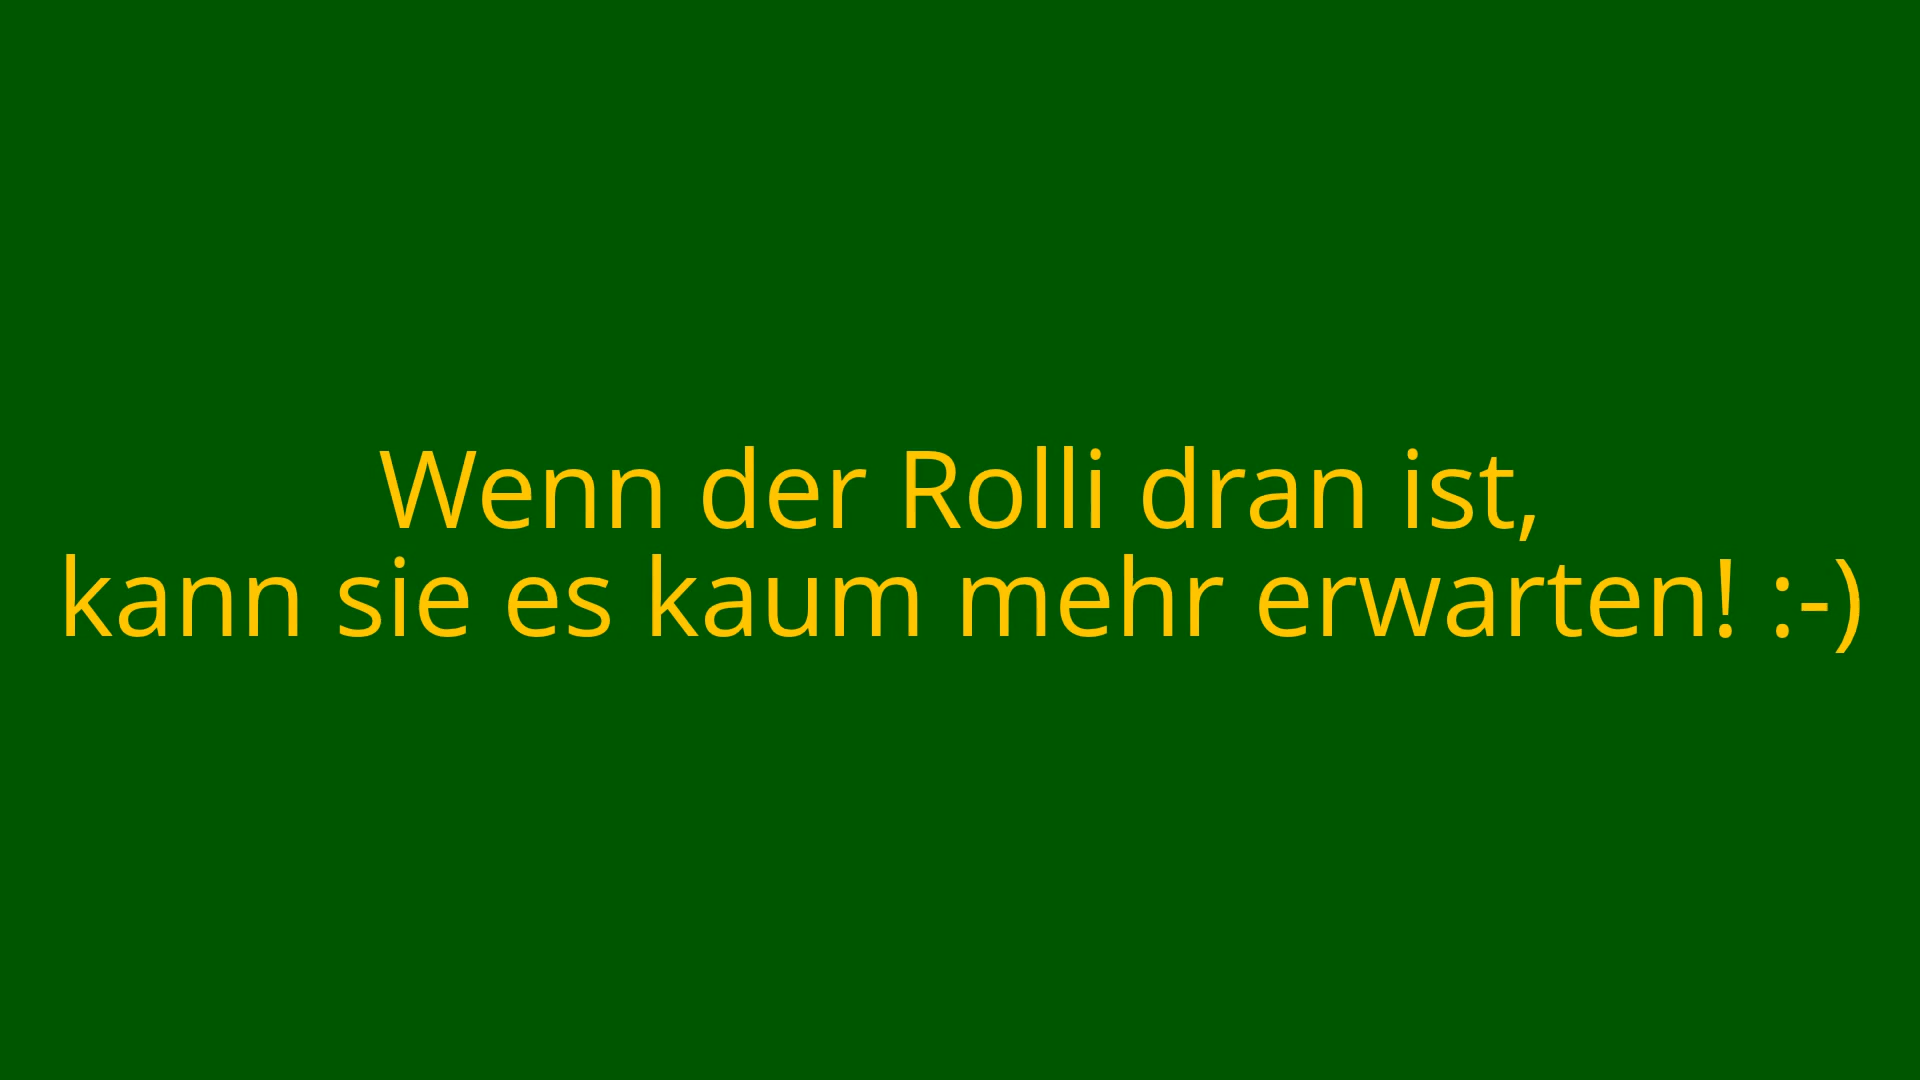 Wenn der Rolli dran ist,
kann sie es kaum mehr erwarten! :-)